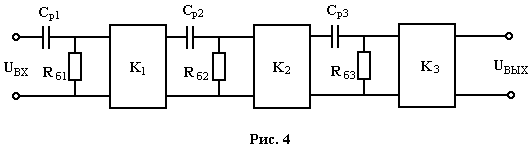 Cр1 Cр2 Cр3
UВХ Rб1 K1 Rб2 K2 Rб3 K3 UВЫХ
Рис. 4